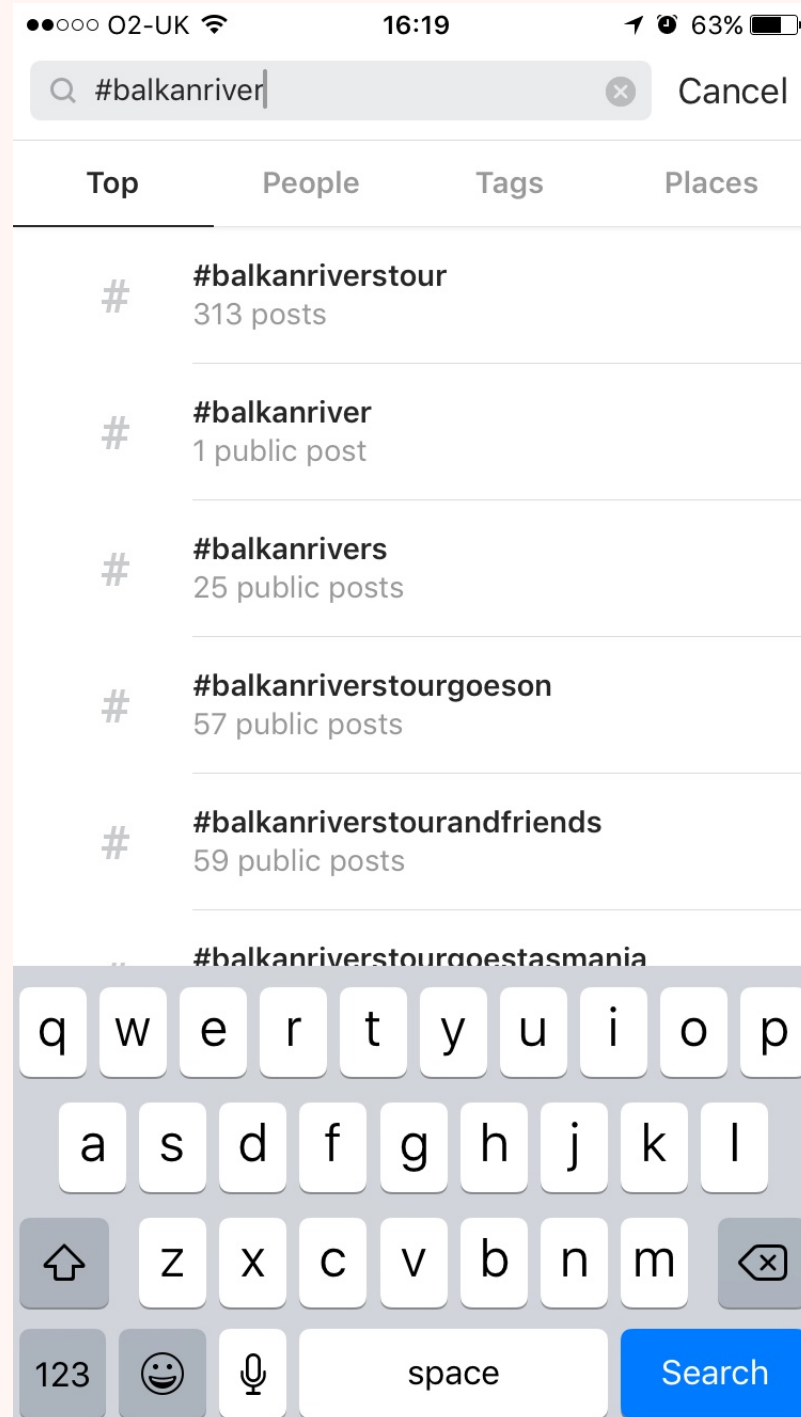 O2-UK 16:19 63%
#balkanriver Cancel
Top People Tags Places
# #balkanriverstour
313 posts
# #balkanriver
1 public post
# #balkanrivers
25 public posts
# #balkanriverstourgoeson
57 public posts
# #balkanriverstourandfriends
59 public posts
#balkanriverstourgoestasmania
q w e r t y u i o p
a s d f g h j k l
z x c v b n m
123 space Search